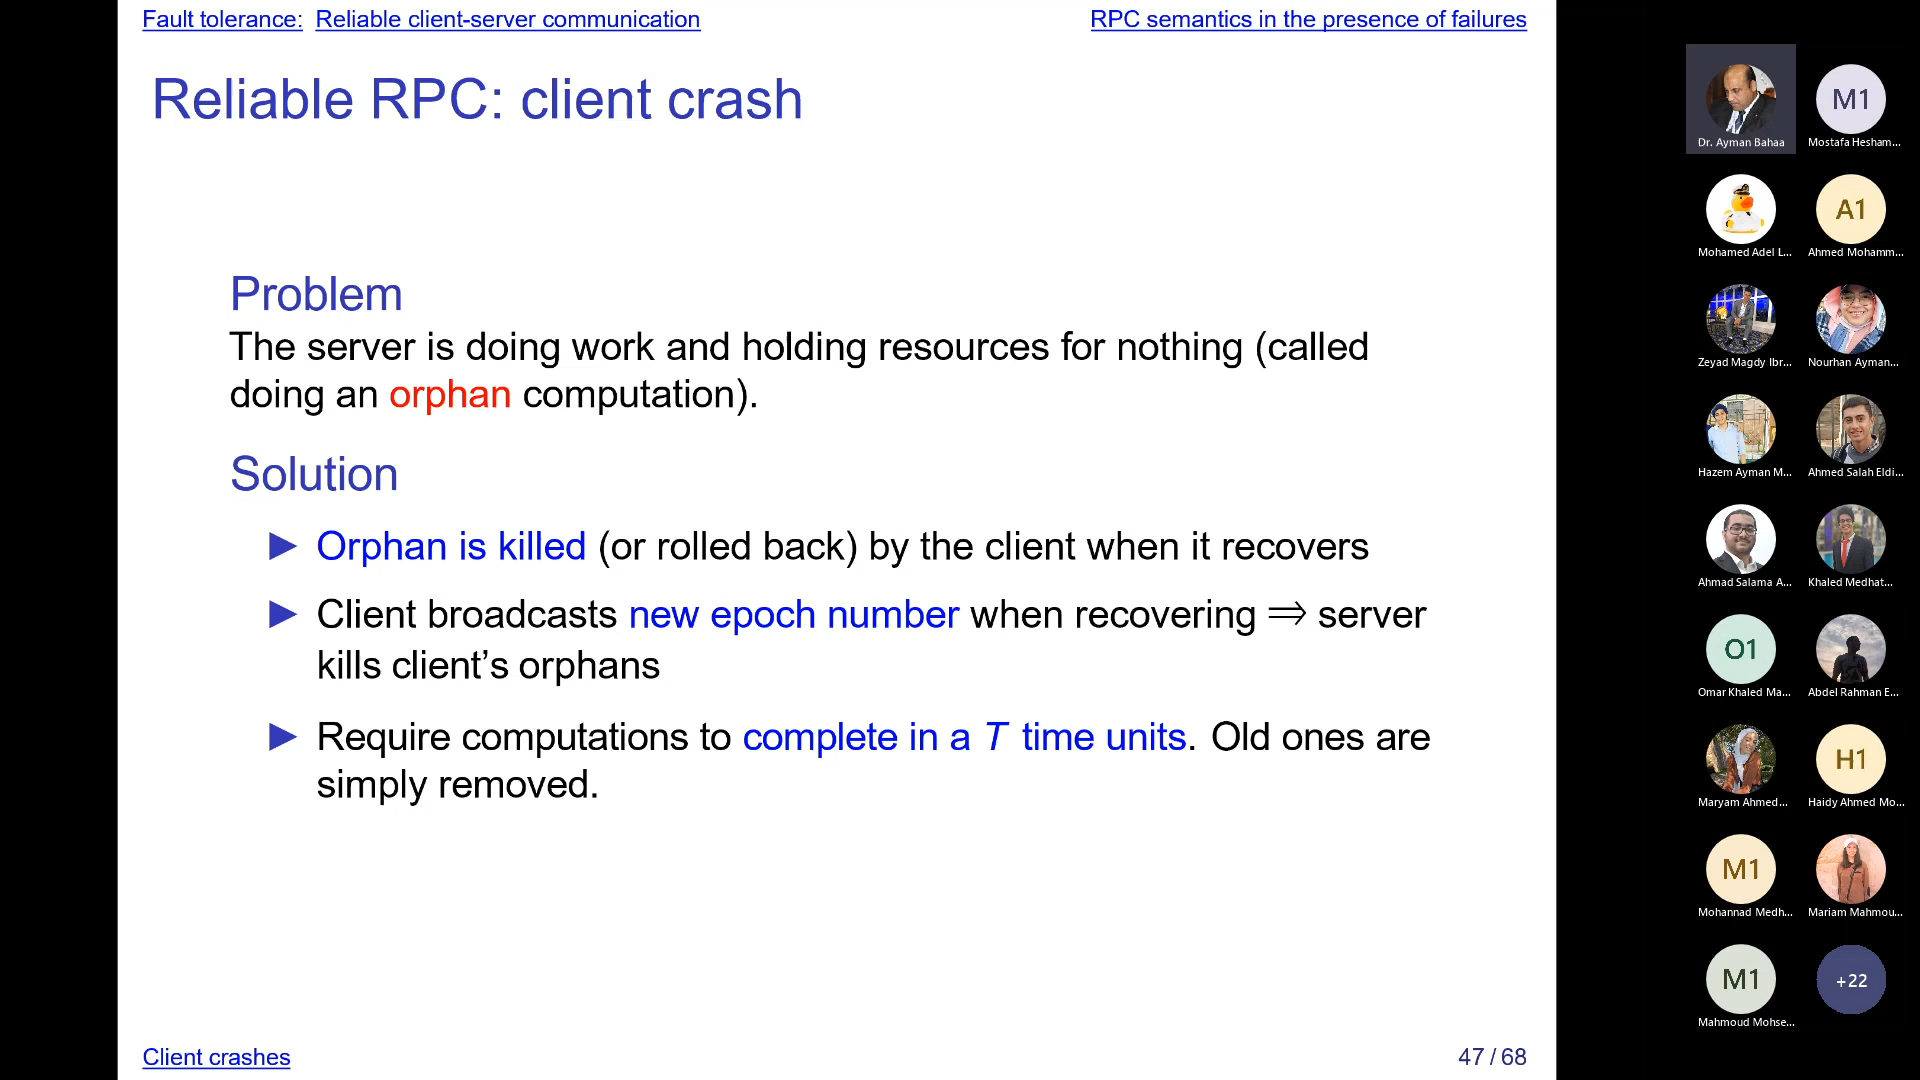 Fault tolerance: Reliable client-server communication
RPC semantics in the presence of failures
Reliable RPC: client crash
Problem
The server is doing work and holding resources for nothing (called
doing an orphan computation).
Solution
▶ Orphan is killed (or rolled back) by the client when it recovers
▶ Client broadcasts new epoch number when recovering ⟹ server
kills client’s orphans
▶ Require computations to complete in a T time units. Old ones are
simply removed.
Client crashes
47 / 68
Dr. Ayman Bahaa
M1
Mostafa Hesham...
Mohamed Adel L...
A1
Ahmed Mohamm...
Zeyad Magdy Ibr...
Nourhan Ayman...
Hazem Ayman M...
Ahmed Salah Eldi...
Ahmad Salama A...
Khaled Medhat...
O1
Omar Khaled Ma...
Abdel Rahman E...
Maryam Ahmed...
H1
Haidy Ahmed Mo...
M1
Mohannad Medh...
Mariam Mahmou...
M1
Mahmoud Mohse...
+22